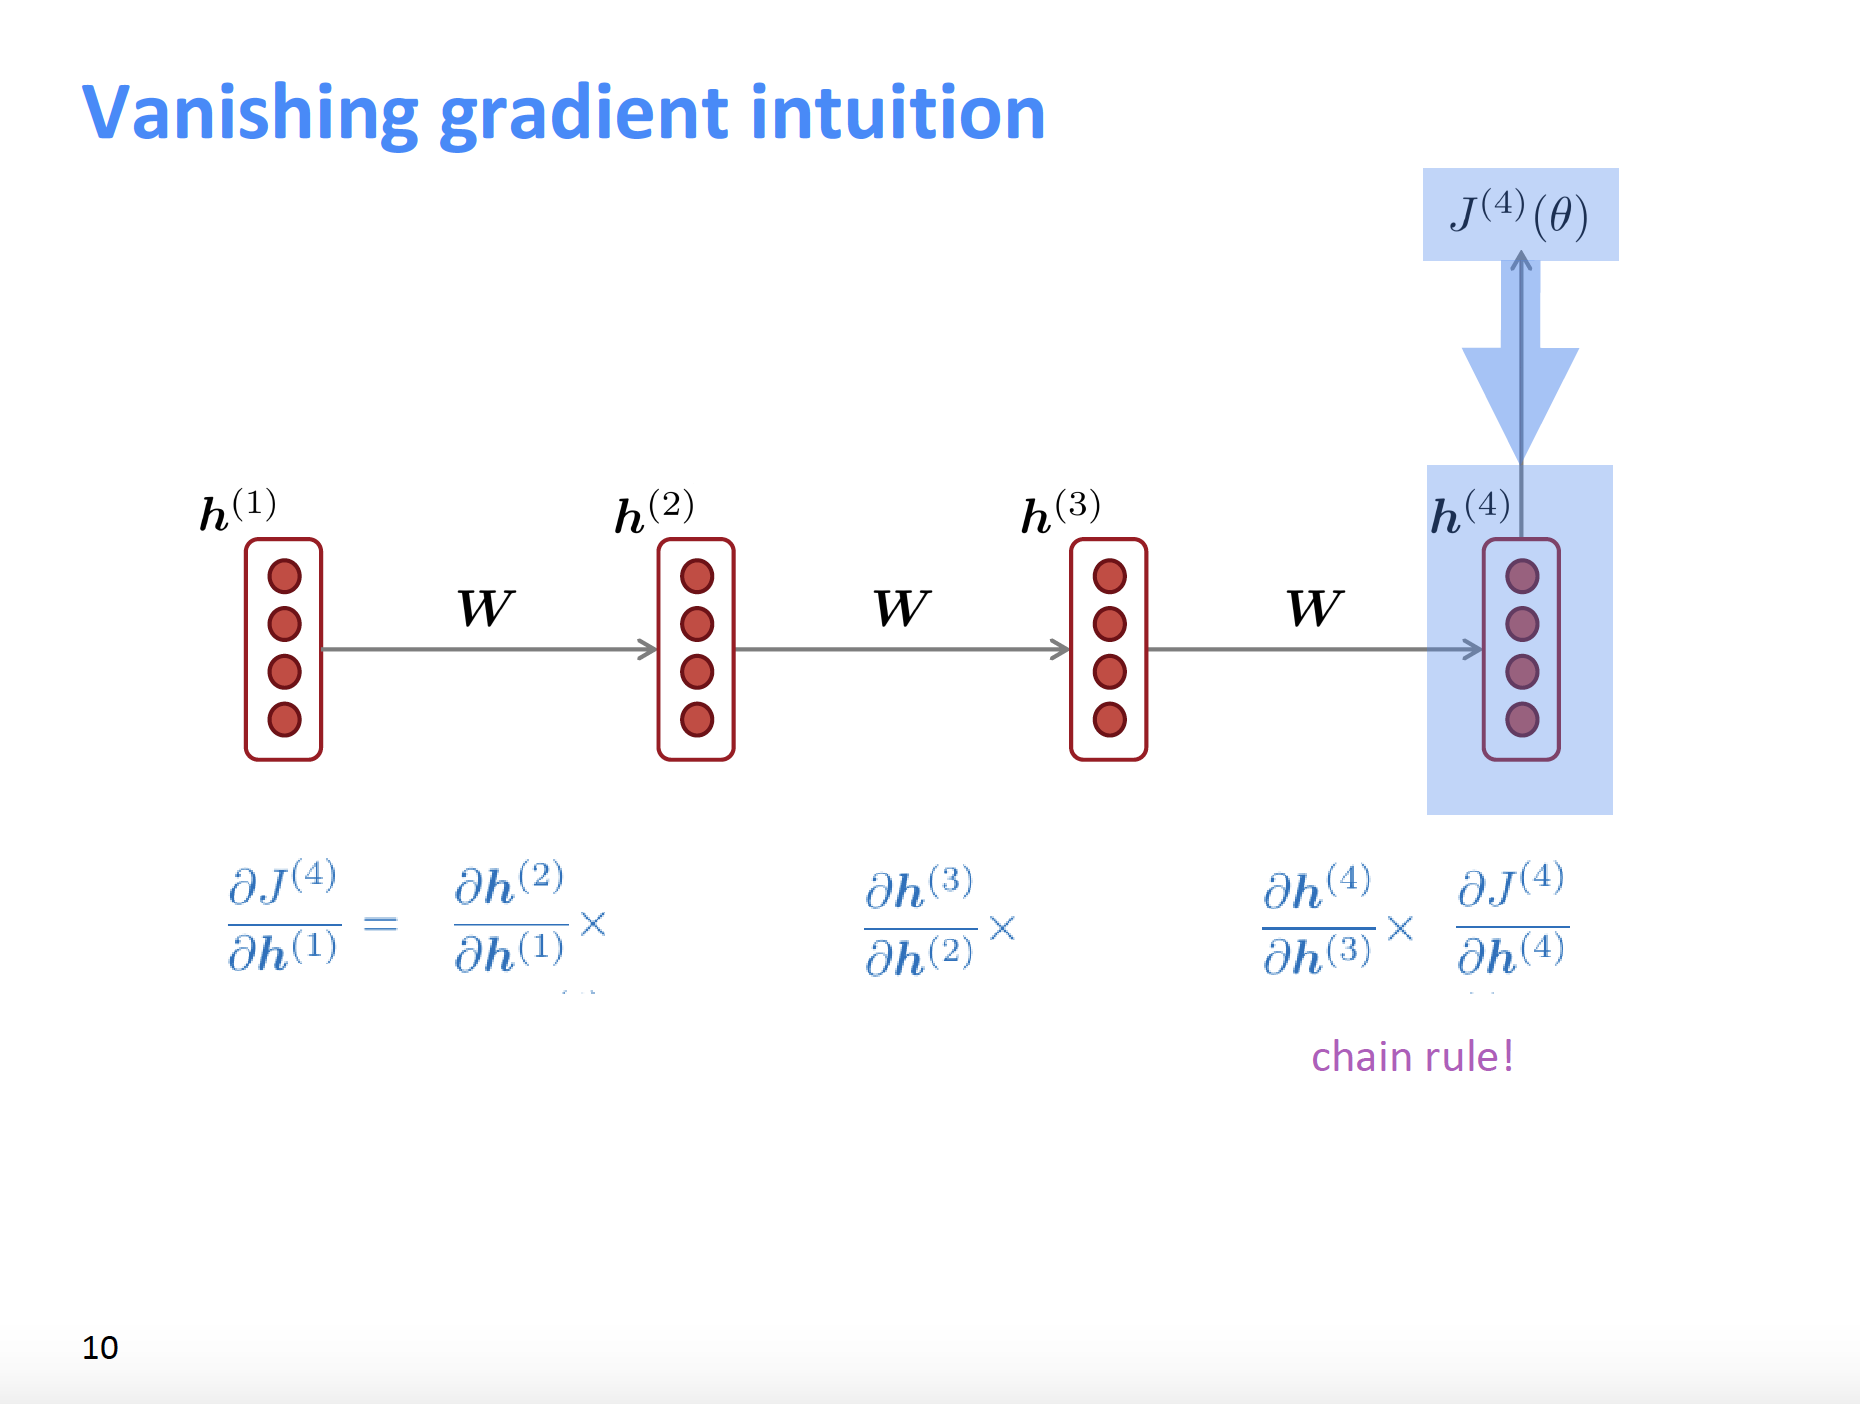 Vanishing gradient intuition
J^{(4)}(θ)
h^{(1)} h^{(2)} h^{(3)} h^{(4)}
W W W
∂J^{(4)}/∂h^{(1)} = ∂h^{(2)}/∂h^{(1)} × ∂h^{(3)}/∂h^{(2)} × ∂h^{(4)}/∂h^{(3)} × ∂J^{(4)}/∂h^{(4)}
chain rule!
10